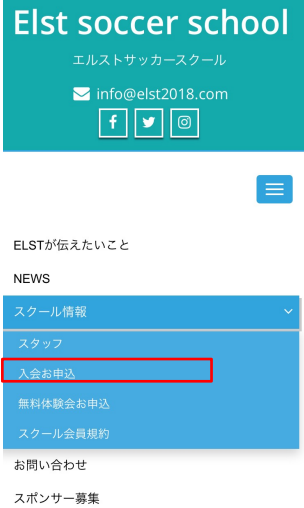 Elst soccer school
エルストサッカースクール
info@elst2018.com
ELSTが伝えたいこと
NEWS
スクール情報
スタッフ
入会お申込
無料体験会お申込
スクール会員規約
お問い合わせ
スポンサー募集